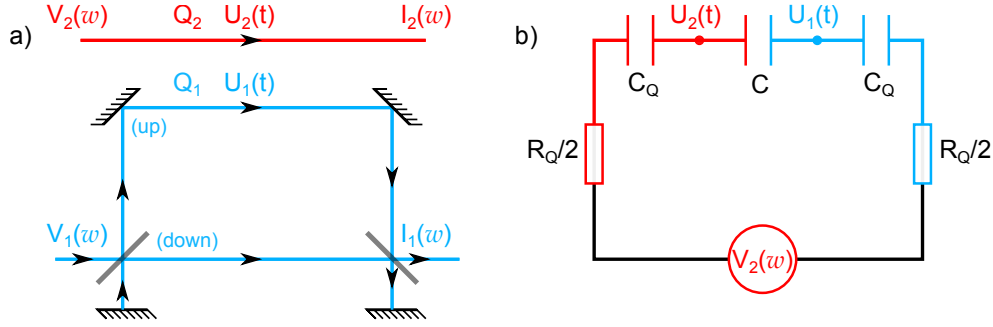 a)
V₂(w) Q₂ U₂(t) I₂(w)
Q₁ U₁(t)
(up)
V₁(w) (down) I₁(w)
b)
U₂(t) U₁(t)
C_Q C C_Q
R_Q/2 R_Q/2
V₂(w)